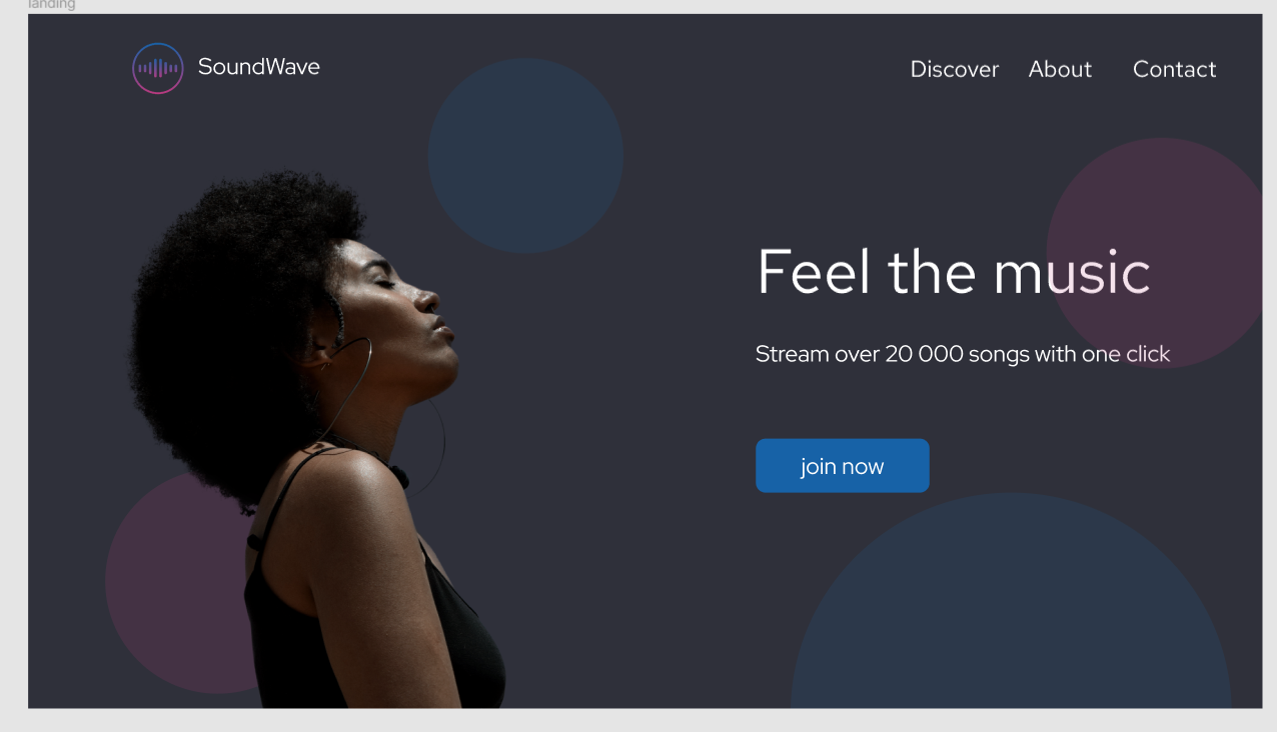 landing
SoundWave
Discover About Contact
Feel the music
Stream over 20 000 songs with one click
join now